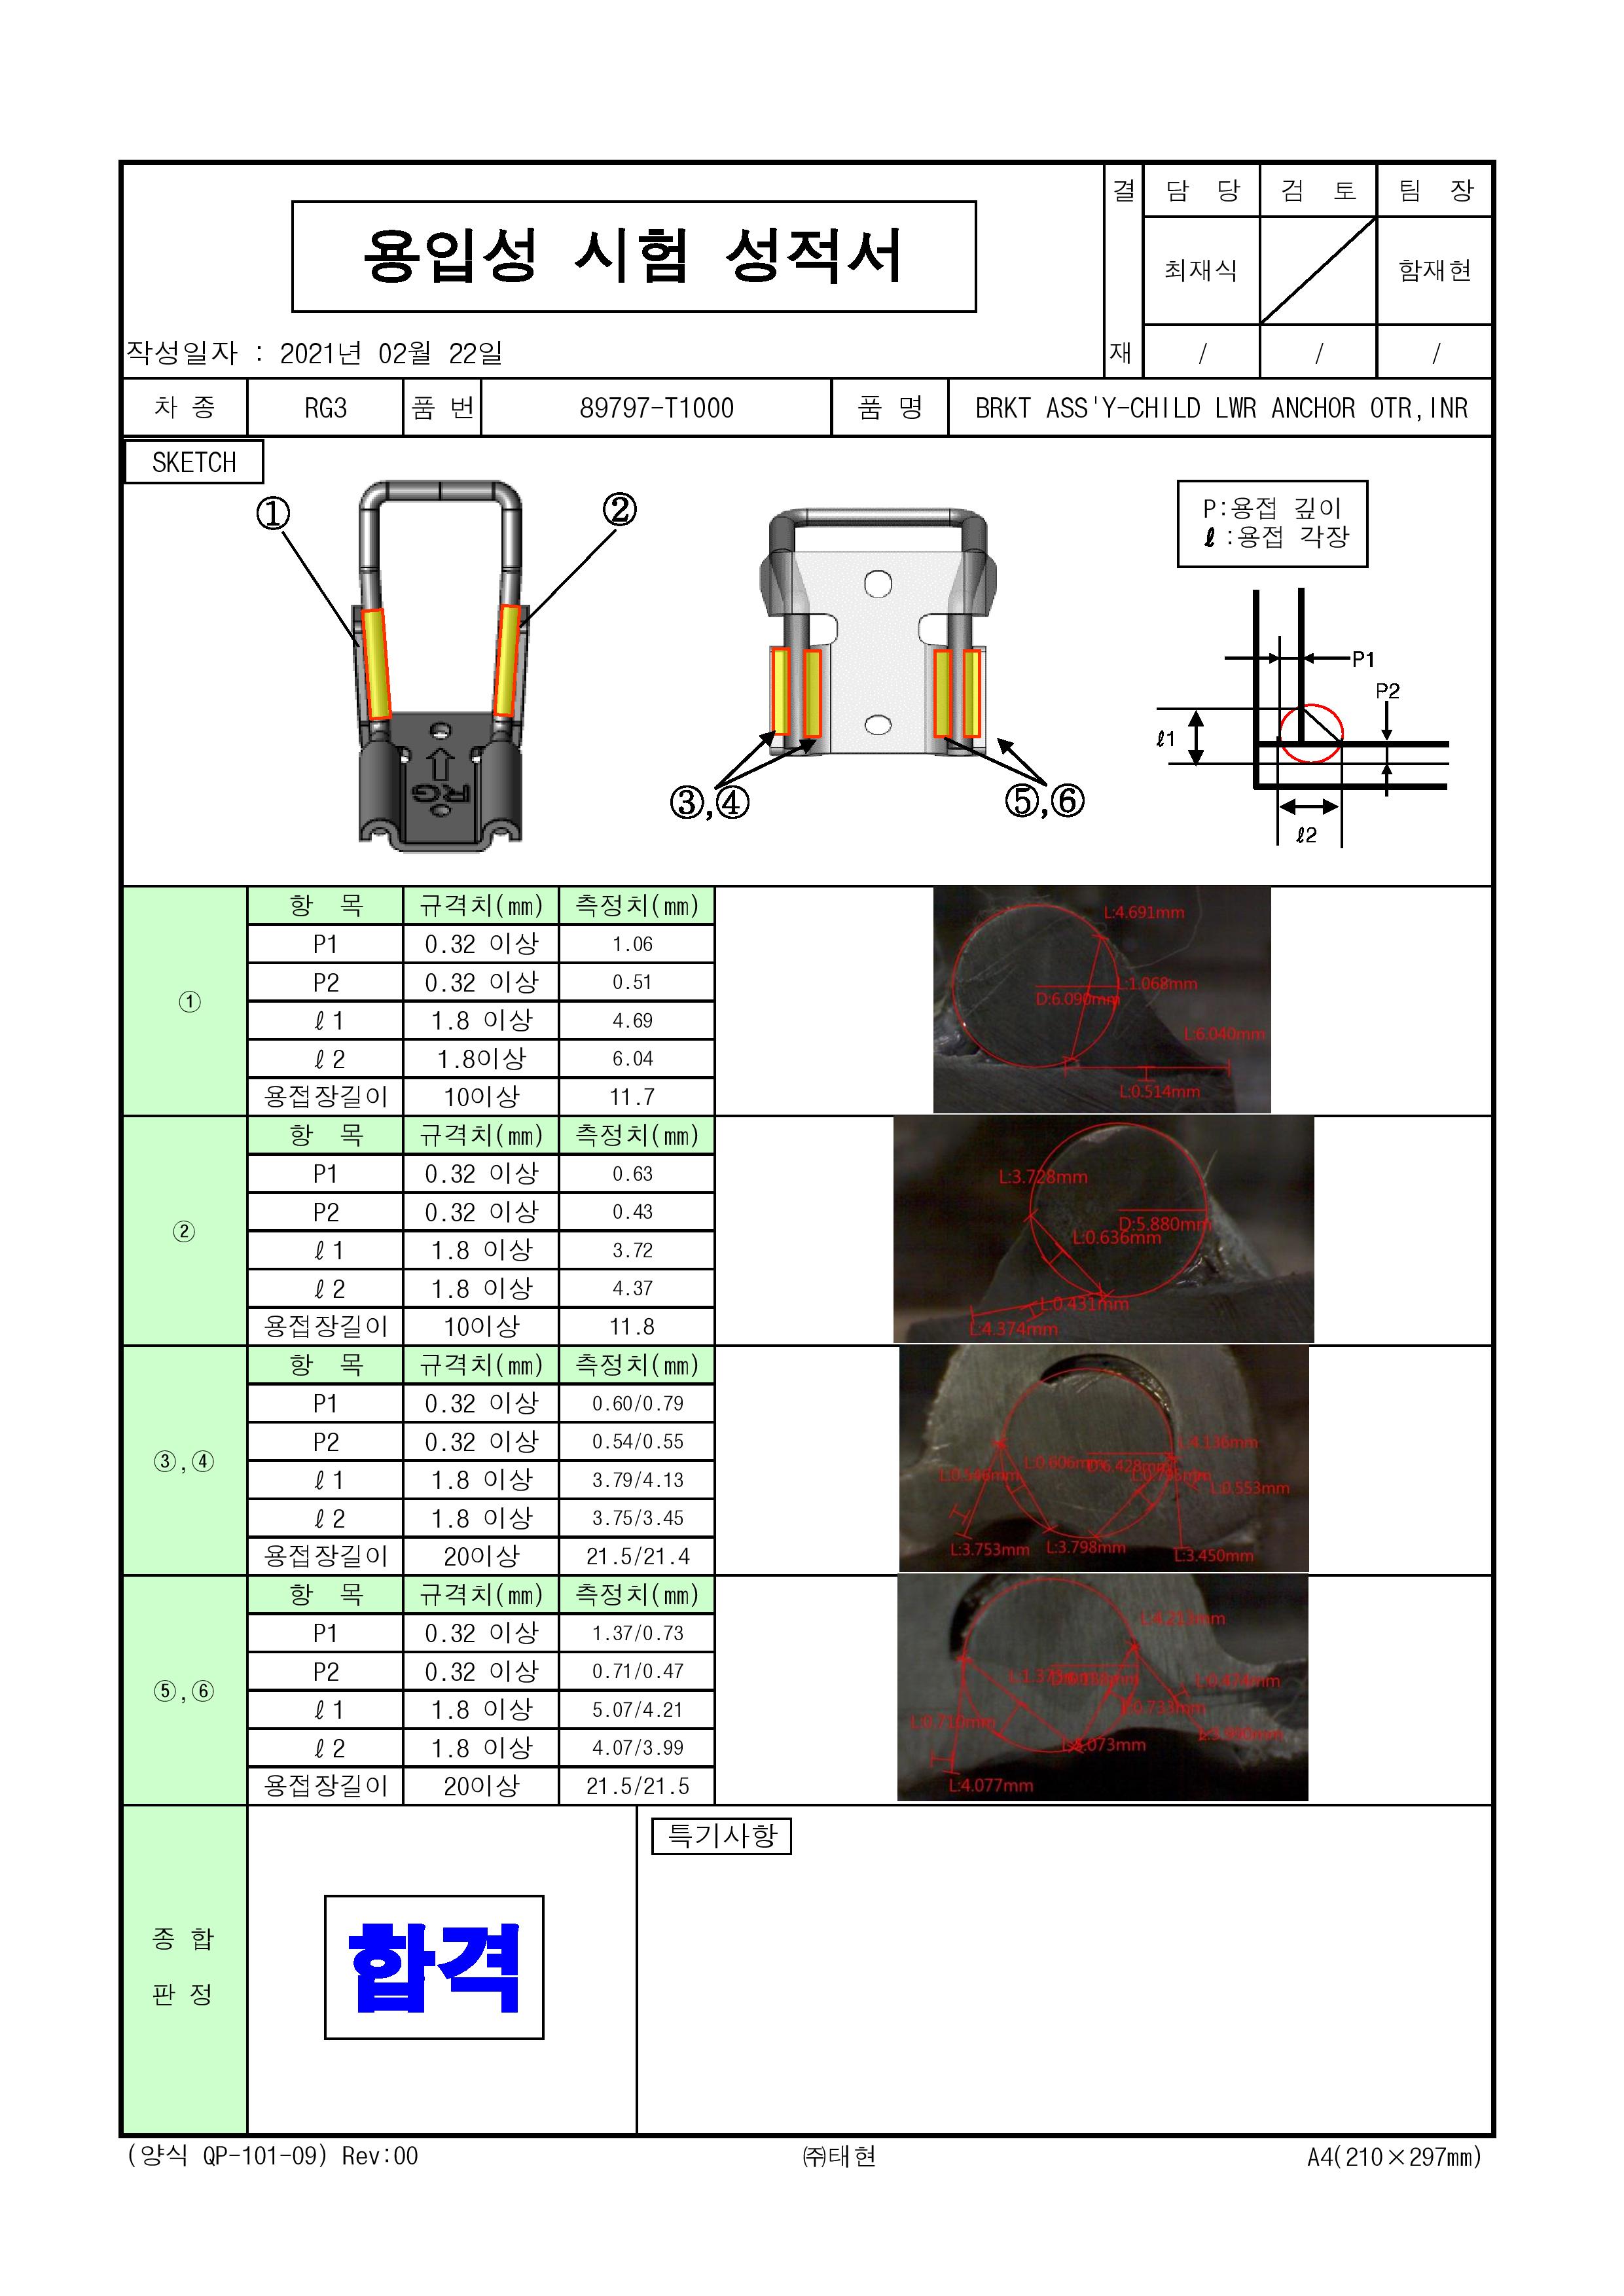 결 담 당 검 토 팀 장
용입성 시험 성적서
최재식 함재현
작성일자 : 2021년 02월 22일 재 / / /
차 종 RG3 품 번 89797-T1000 품 명 BRKT ASS'Y-CHILD LWR ANCHOR OTR,INR
SKETCH
① ②
P:용접 깊이
ℓ :용접 각장
P1
P2
ℓ1
③,④ ⑤,⑥
ℓ2
①
항 목 규격치(㎜) 측정치(㎜)
P1 0.32 이상 1.06
P2 0.32 이상 0.51
ℓ1 1.8 이상 4.69
ℓ2 1.8이상 6.04
용접장길이 10이상 11.7
L:4.691mm
L:1.068mm
D:6.090mm
L:6.040mm
L:0.514mm
②
항 목 규격치(㎜) 측정치(㎜)
P1 0.32 이상 0.63
P2 0.32 이상 0.43
ℓ1 1.8 이상 3.72
ℓ2 1.8 이상 4.37
용접장길이 10이상 11.8
L:3.728mm
D:5.880mm
L:0.636mm
L:0.431mm
L:4.374mm
③,④
항 목 규격치(㎜) 측정치(㎜)
P1 0.32 이상 0.60/0.79
P2 0.32 이상 0.54/0.55
ℓ1 1.8 이상 3.79/4.13
ℓ2 1.8 이상 3.75/3.45
용접장길이 20이상 21.5/21.4
L:4.136mm
L:0.606mm
D:6.428mm
L:0.553mm
L:3.753mm L:3.798mm L:3.450mm
⑤,⑥
항 목 규격치(㎜) 측정치(㎜)
P1 0.32 이상 1.37/0.73
P2 0.32 이상 0.71/0.47
ℓ1 1.8 이상 5.07/4.21
ℓ2 1.8 이상 4.07/3.99
용접장길이 20이상 21.5/21.5
L:0.733mm
L:0.710mm
L:5.073mm
L:4.077mm
종 합
판 정
합격
특기사항
(양식 QP-101-09) Rev:00 ㈜태현 A4(210×297㎜)